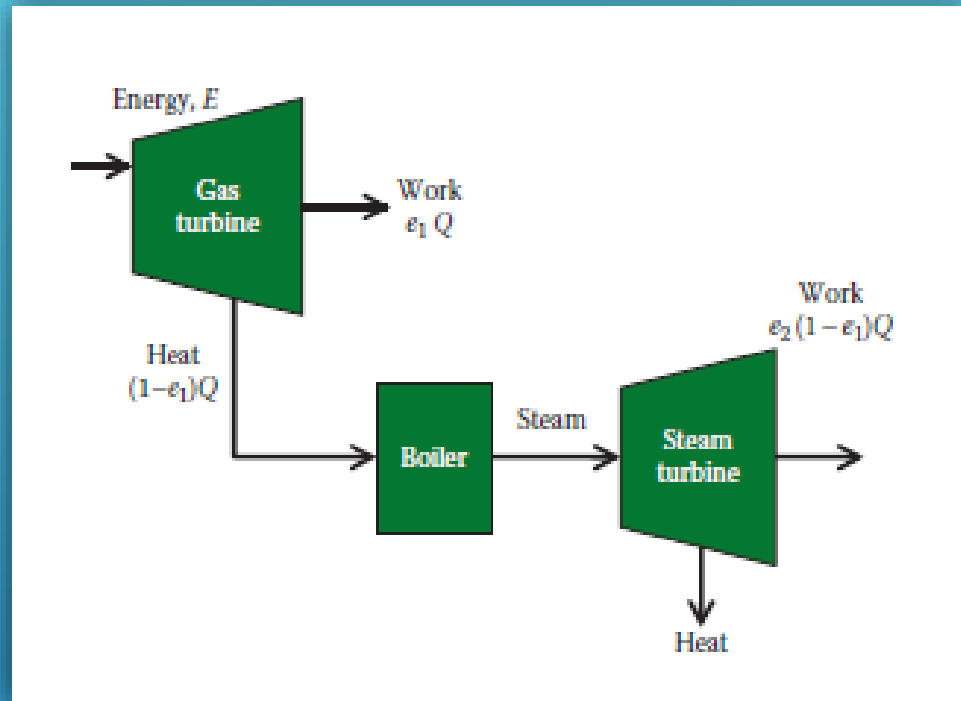 Energy, E
Gas
turbine
Work
e₁ Q
Work
e₂ (1−e₁)Q
Heat
(1−e₁)Q
Steam
Boiler
Steam
turbine
Heat